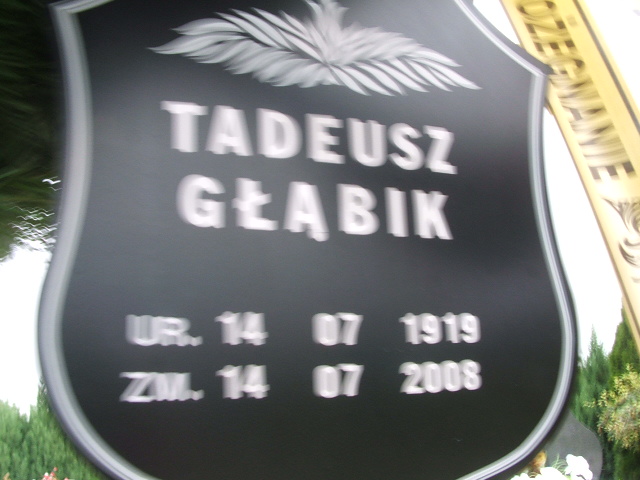 TADEUSZ
GŁĄBIK
UR. 14 07 1919
ZM. 14 07 2008